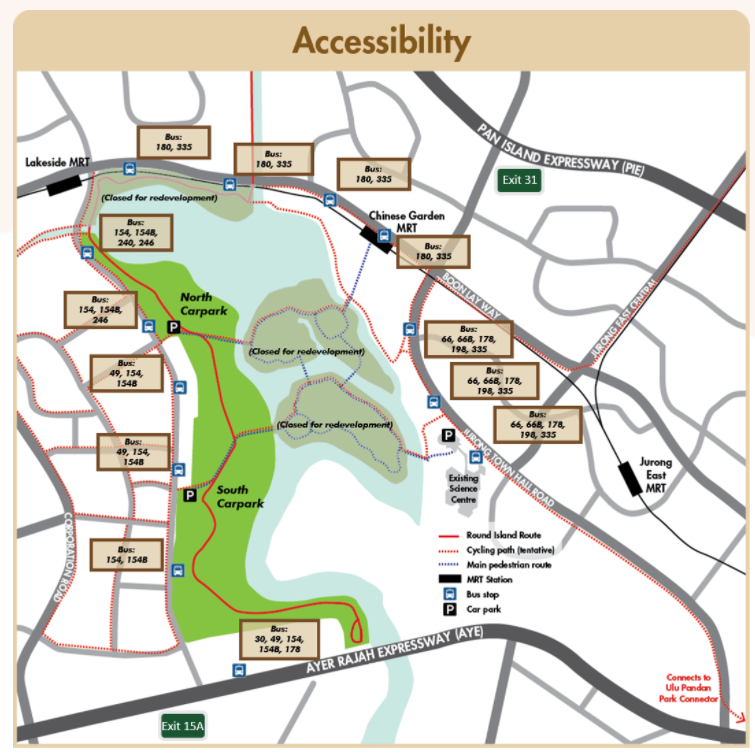 Accessibility
Bus:
180, 335
Bus:
180, 335
Bus:
180, 335
Lakeside MRT
PAN ISLAND EXPRESSWAY (PIE)
Exit 31
(Closed for redevelopment)
Chinese Garden
MRT
Bus:
154, 154B,
240, 246
Bus:
180, 335
BOON LAY WAY
JURONG EAST CENTRAL
North
Carpark
Bus:
154, 154B,
246
P
Bus:
66, 66B, 178,
198, 335
(Closed for redevelopment)
Bus:
49, 154,
154B
Bus:
66, 66B, 178,
198, 335
Bus:
66, 66B, 178,
198, 335
(Closed for redevelopment)
P
JURONG TOWN HALL ROAD
Bus:
49, 154,
154B
Jurong
East
MRT
Existing
Science
Centre
P
South
Carpark
CORPORATION ROAD
Bus:
154, 154B
Round Island Route
Cycling path (tentative)
Main pedestrian route
MRT Station
Bus stop
P
Car park
Bus:
30, 49, 154,
154B, 178
AYER RAJAH EXPRESSWAY (AYE)
Connects to
Ulu Pandan
Park Connector
Exit 15A